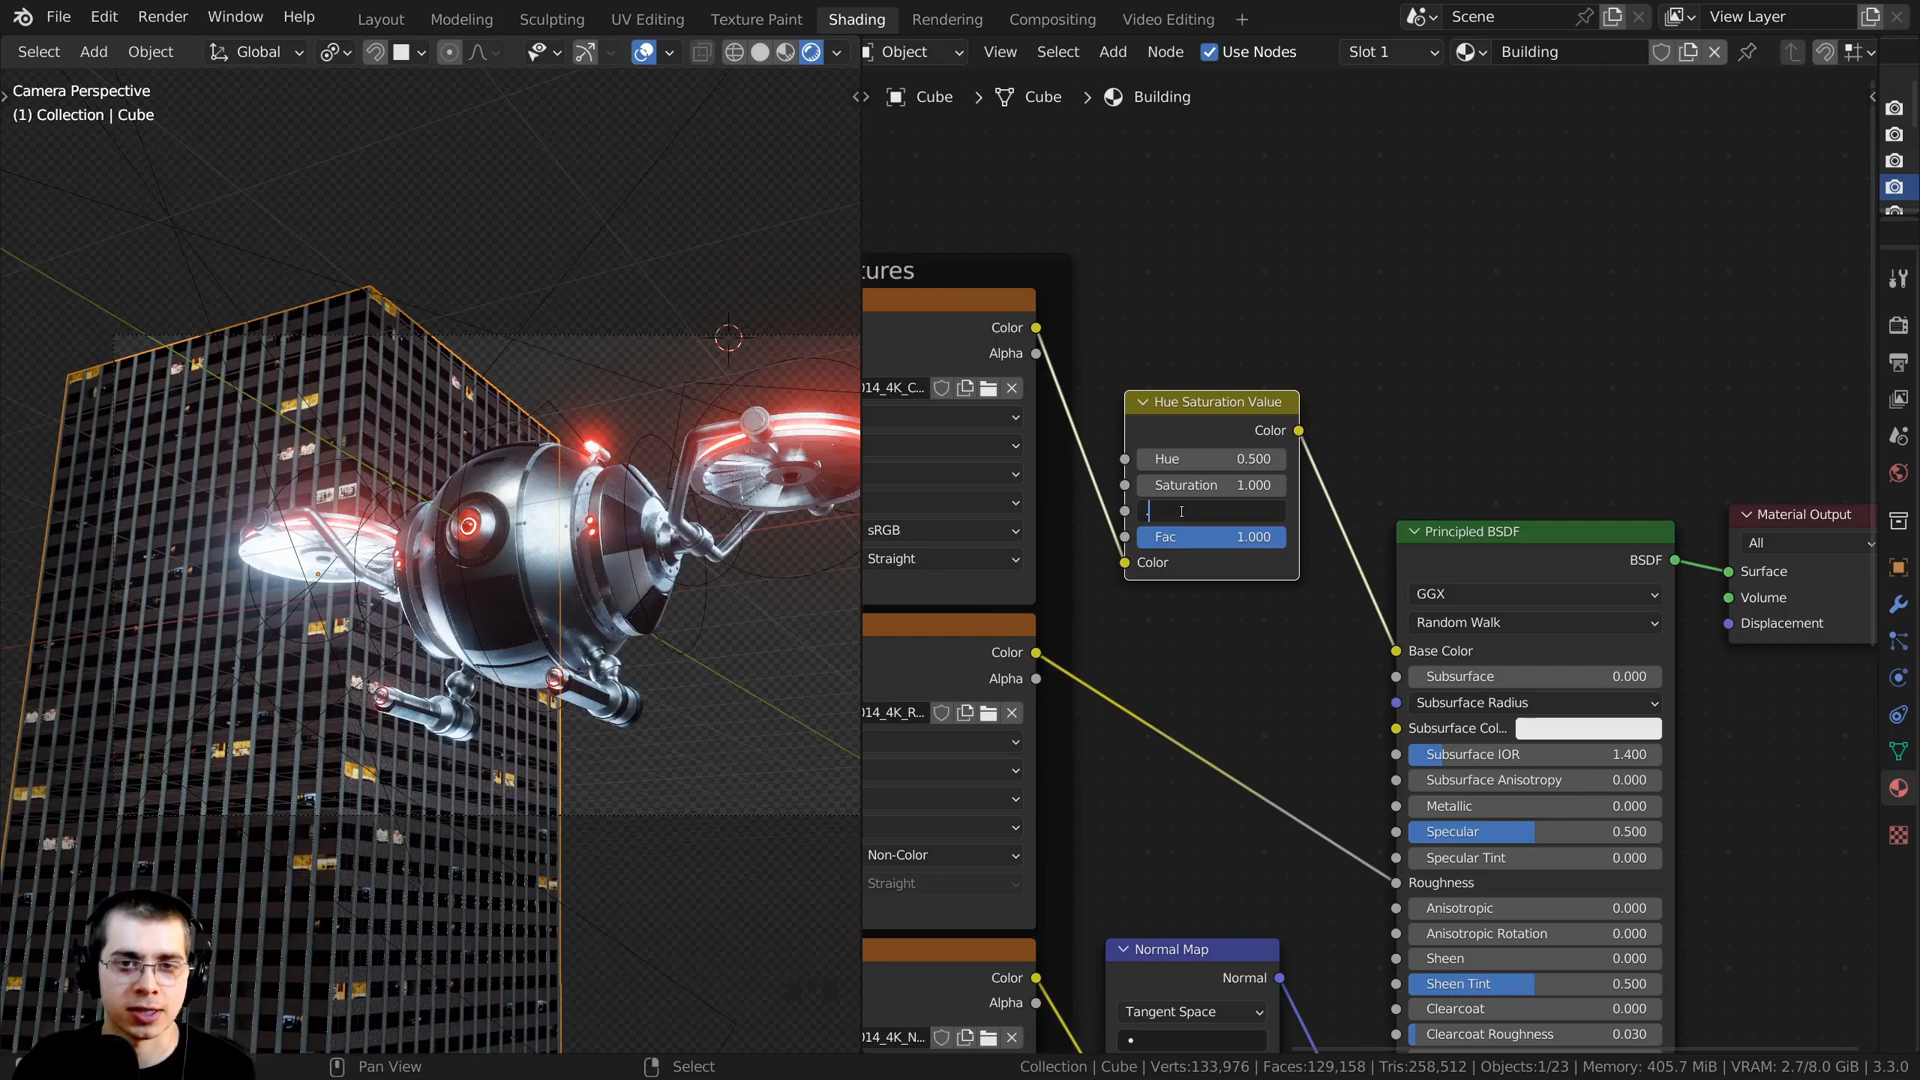 File Edit Render Window Help Layout Modeling Sculpting UV Editing Texture Paint Shading Rendering Compositing Video Editing + Scene View Layer
Select Add Object Global Object View Select Add Node Use Nodes Slot 1 Building
Camera Perspective
(1) Collection | Cube
Cube > Cube > Building
tures
Color
Alpha
014_4K_C...
sRGB
Straight
Color
Alpha
014_4K_R...
Non-Color
Straight
Color
Alpha
014_4K_N...
Hue Saturation Value
Color
Hue 0.500
Saturation 1.000
.
Fac 1.000
Color
Normal Map
Normal
Tangent Space
Principled BSDF
BSDF
GGX
Random Walk
Base Color
Subsurface 0.000
Subsurface Radius
Subsurface Col...
Subsurface IOR 1.400
Subsurface Anisotropy 0.000
Metallic 0.000
Specular 0.500
Specular Tint 0.000
Roughness
Anisotropic 0.000
Anisotropic Rotation 0.000
Sheen 0.000
Sheen Tint 0.500
Clearcoat 0.000
Clearcoat Roughness 0.030
Material Output
All
Surface
Volume
Displacement
Pan View Select Collection | Cube | Verts:133,976 | Faces:129,158 | Tris:258,512 | Objects:1/23 | Memory: 405.7 MiB | VRAM: 2.7/8.0 GiB | 3.3.0